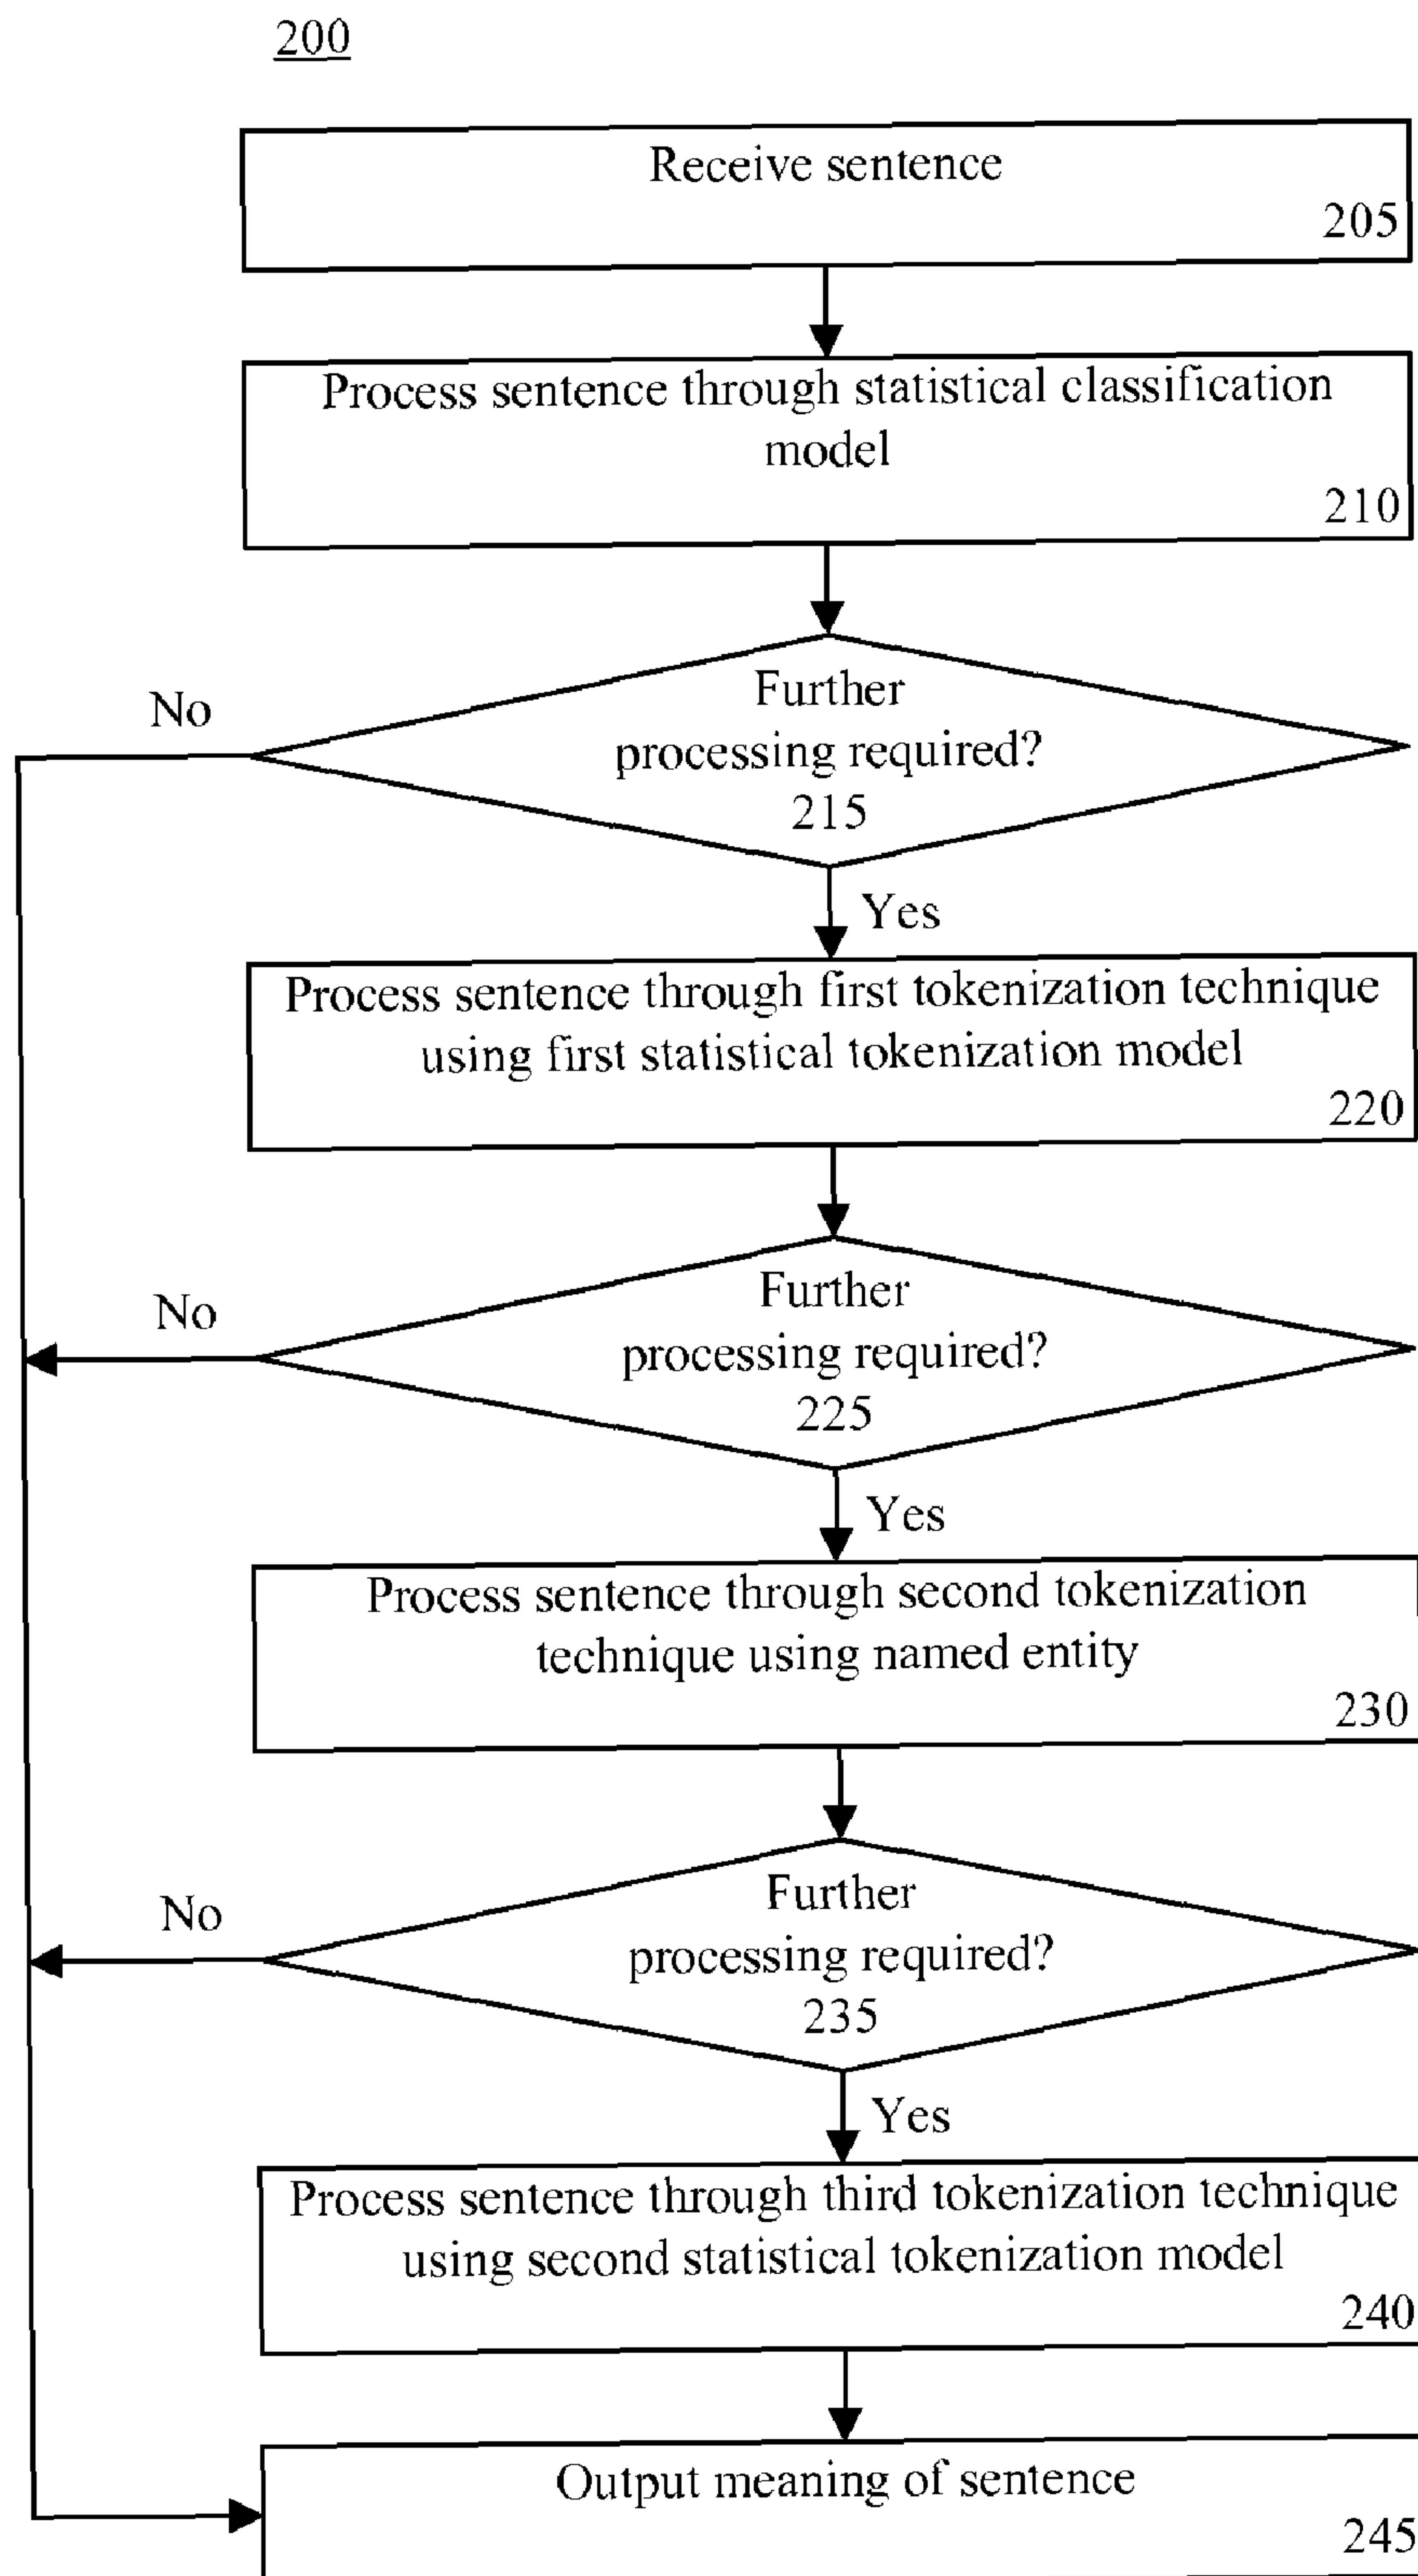 200
Receive sentence
205
Process sentence through statistical classification
model
210
Further
processing required?
215
No
Yes
Process sentence through first tokenization technique
using first statistical tokenization model
220
Further
processing required?
225
No
Yes
Process sentence through second tokenization
technique using named entity
230
Further
processing required?
235
No
Yes
Process sentence through third tokenization technique
using second statistical tokenization model
240
Output meaning of sentence
245